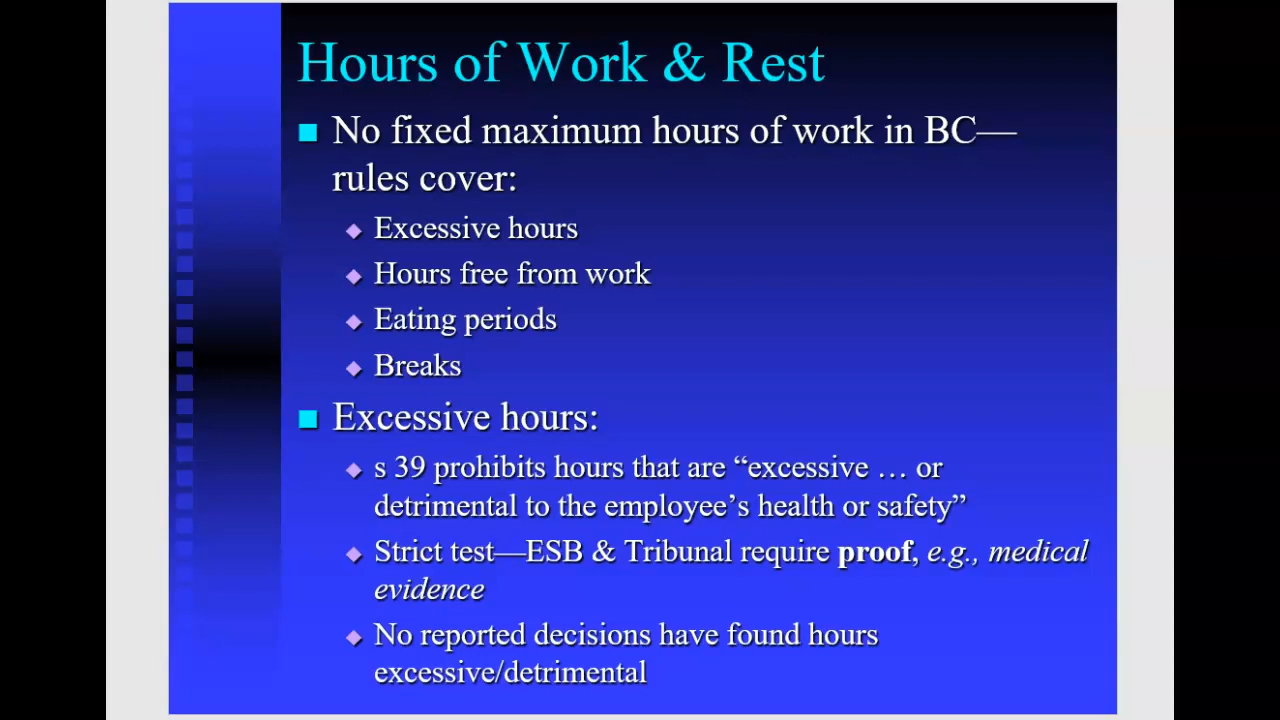 Hours of Work & Rest
No fixed maximum hours of work in BC—
rules cover:
Excessive hours
Hours free from work
Eating periods
Breaks
Excessive hours:
s 39 prohibits hours that are “excessive … or
detrimental to the employee’s health or safety”
Strict test—ESB & Tribunal require proof, e.g., medical
evidence
No reported decisions have found hours
excessive/detrimental